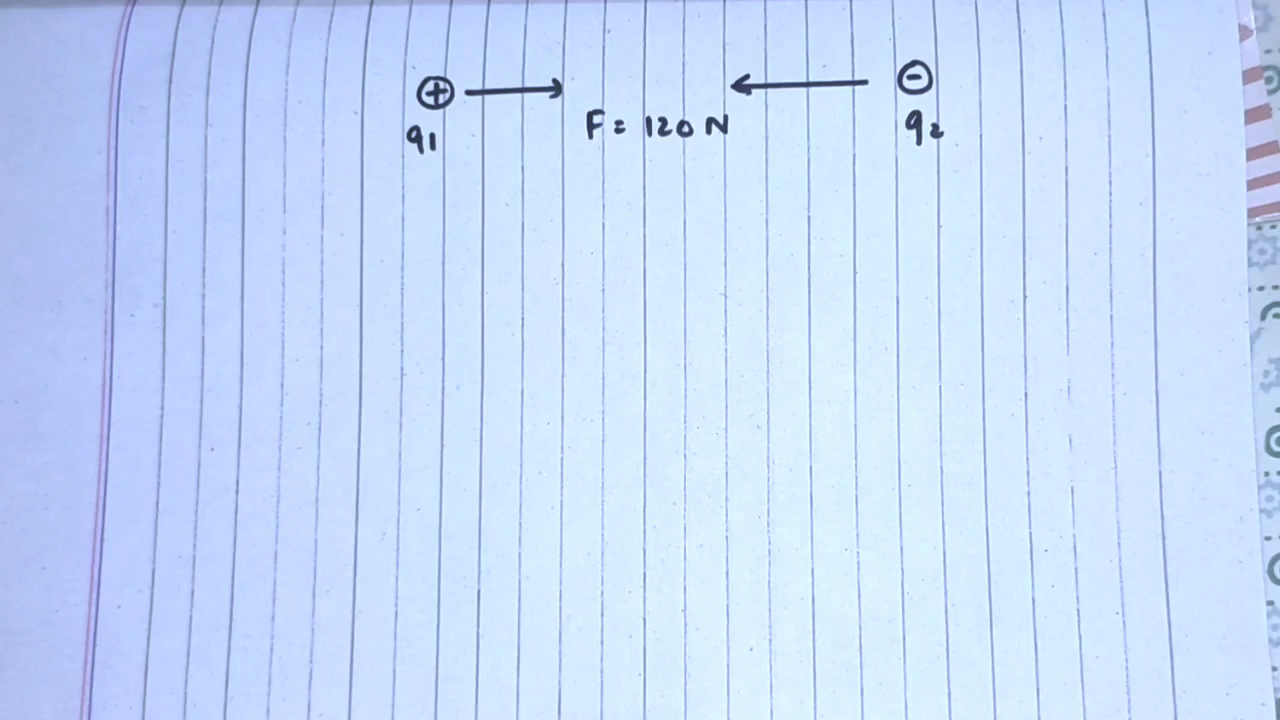 + → ← -
q1 F = 120 N q2